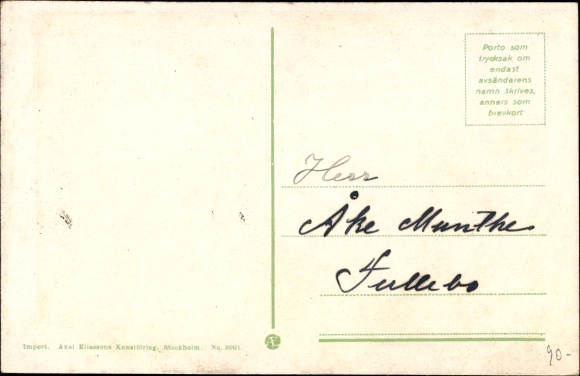 Porto som
trycksak om
endast
avsändarens
namn skrives,
annars som
brevkort
Herr
Åke Munthe
Fullebo
Import. Axel Eliassons Konstförlag, Stockholm. No. 8961
Æ
90-